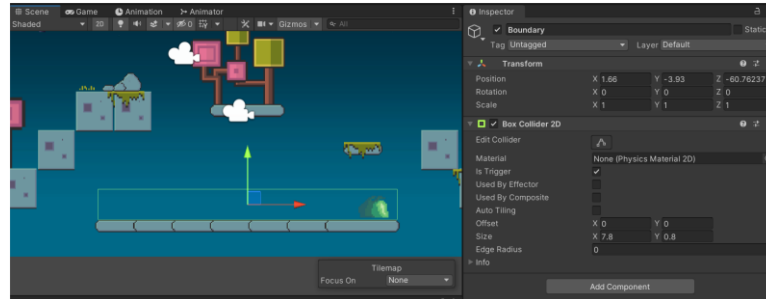 Scene Game Animation Animator
Shaded 2D 0 Gizmos All
Tilemap
Focus On None
Inspector
Boundary Static
Tag Untagged Layer Default
Transform
Position X 1.66 Y -3.93 Z -60.76237
Rotation X 0 Y 0 Z 0
Scale X 1 Y 1 Z 1
Box Collider 2D
Edit Collider
Material None (Physics Material 2D)
Is Trigger
Used By Effector
Used By Composite
Auto Tiling
Offset X 0 Y 0
Size X 7.8 Y 0.8
Edge Radius 0
Info
Add Component